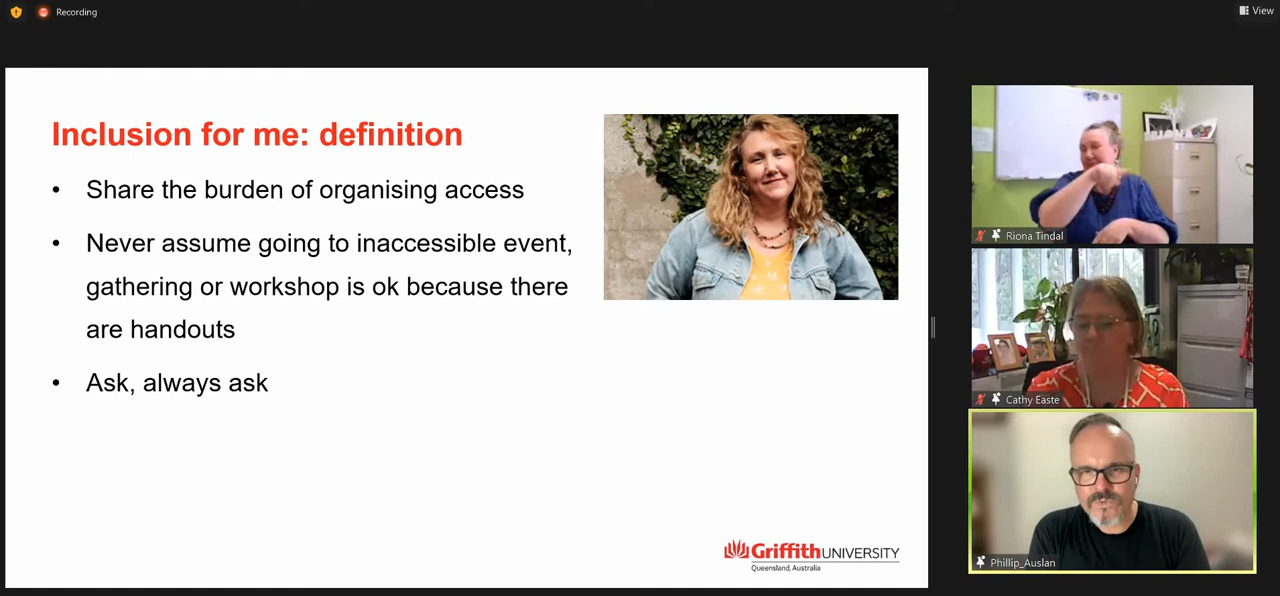 Recording
View
Inclusion for me: definition
• Share the burden of organising access
• Never assume going to inaccessible event,
gathering or workshop is ok because there
are handouts
• Ask, always ask
Griffith UNIVERSITY
Queensland, Australia
Riona Tindal
Cathy Easte
Phillip_Auslan